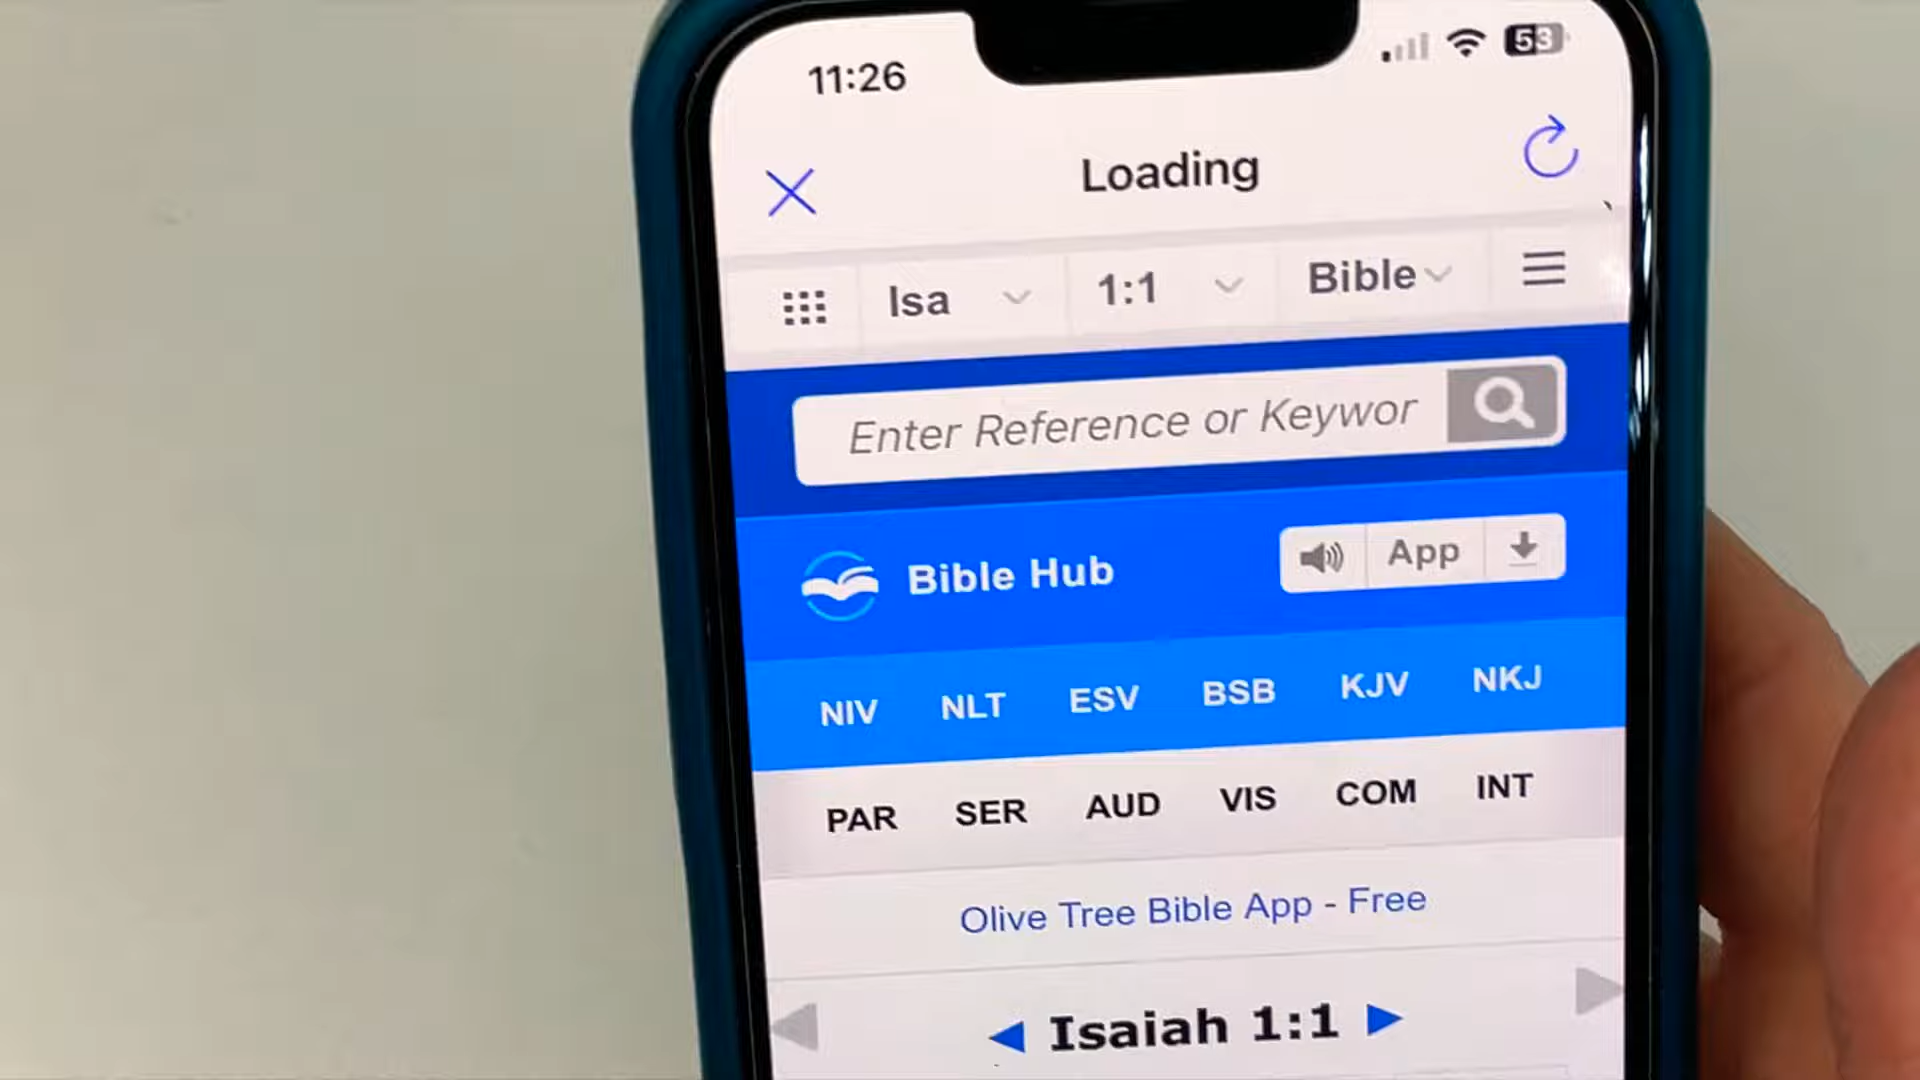 11:26 53
Loading
Isa 1:1 Bible
Enter Reference or Keywor
Bible Hub App
NIV NLT ESV BSB KJV NKJ
PAR SER AUD VIS COM INT
Olive Tree Bible App - Free
Isaiah 1:1